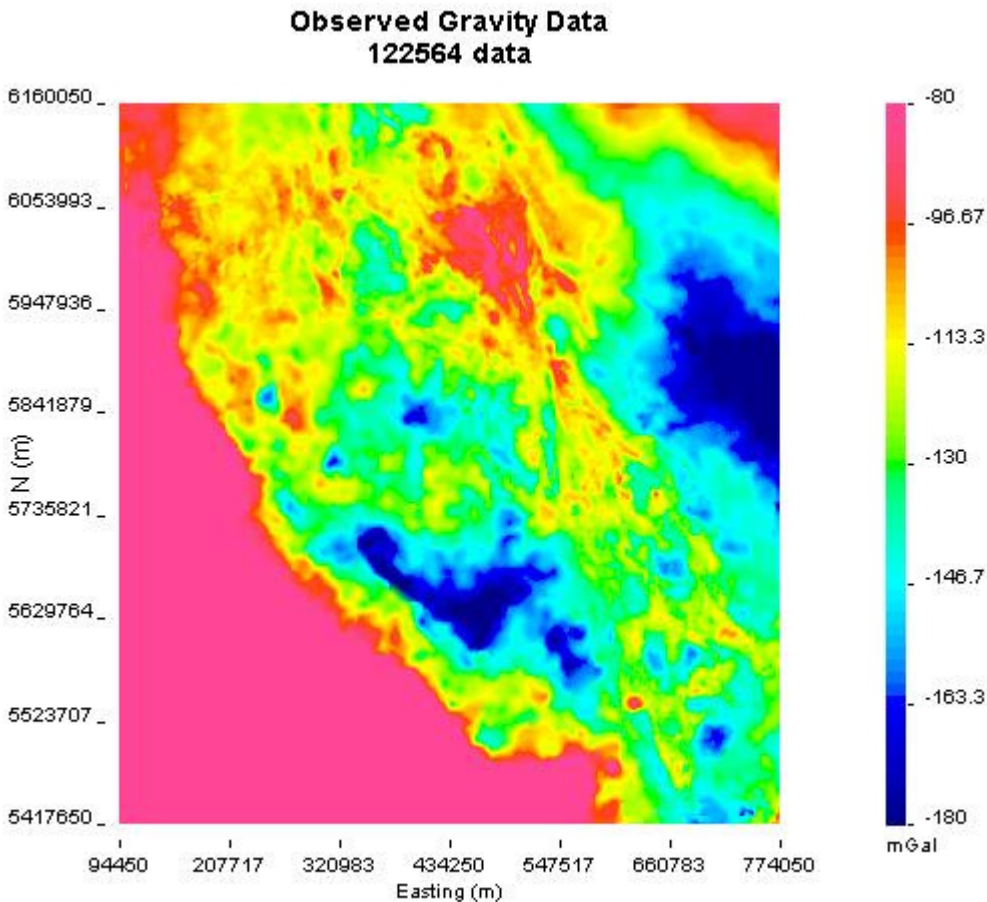 Observed Gravity Data
122564 data
6160050
6053993
5947936
5841879
5735821
5629764
5523707
5417650
N (m)
94450 207717 320983 434250 547517 660783 774050
Easting (m)
-80
-96.67
-113.3
-130
-146.7
-163.3
-180
mGal